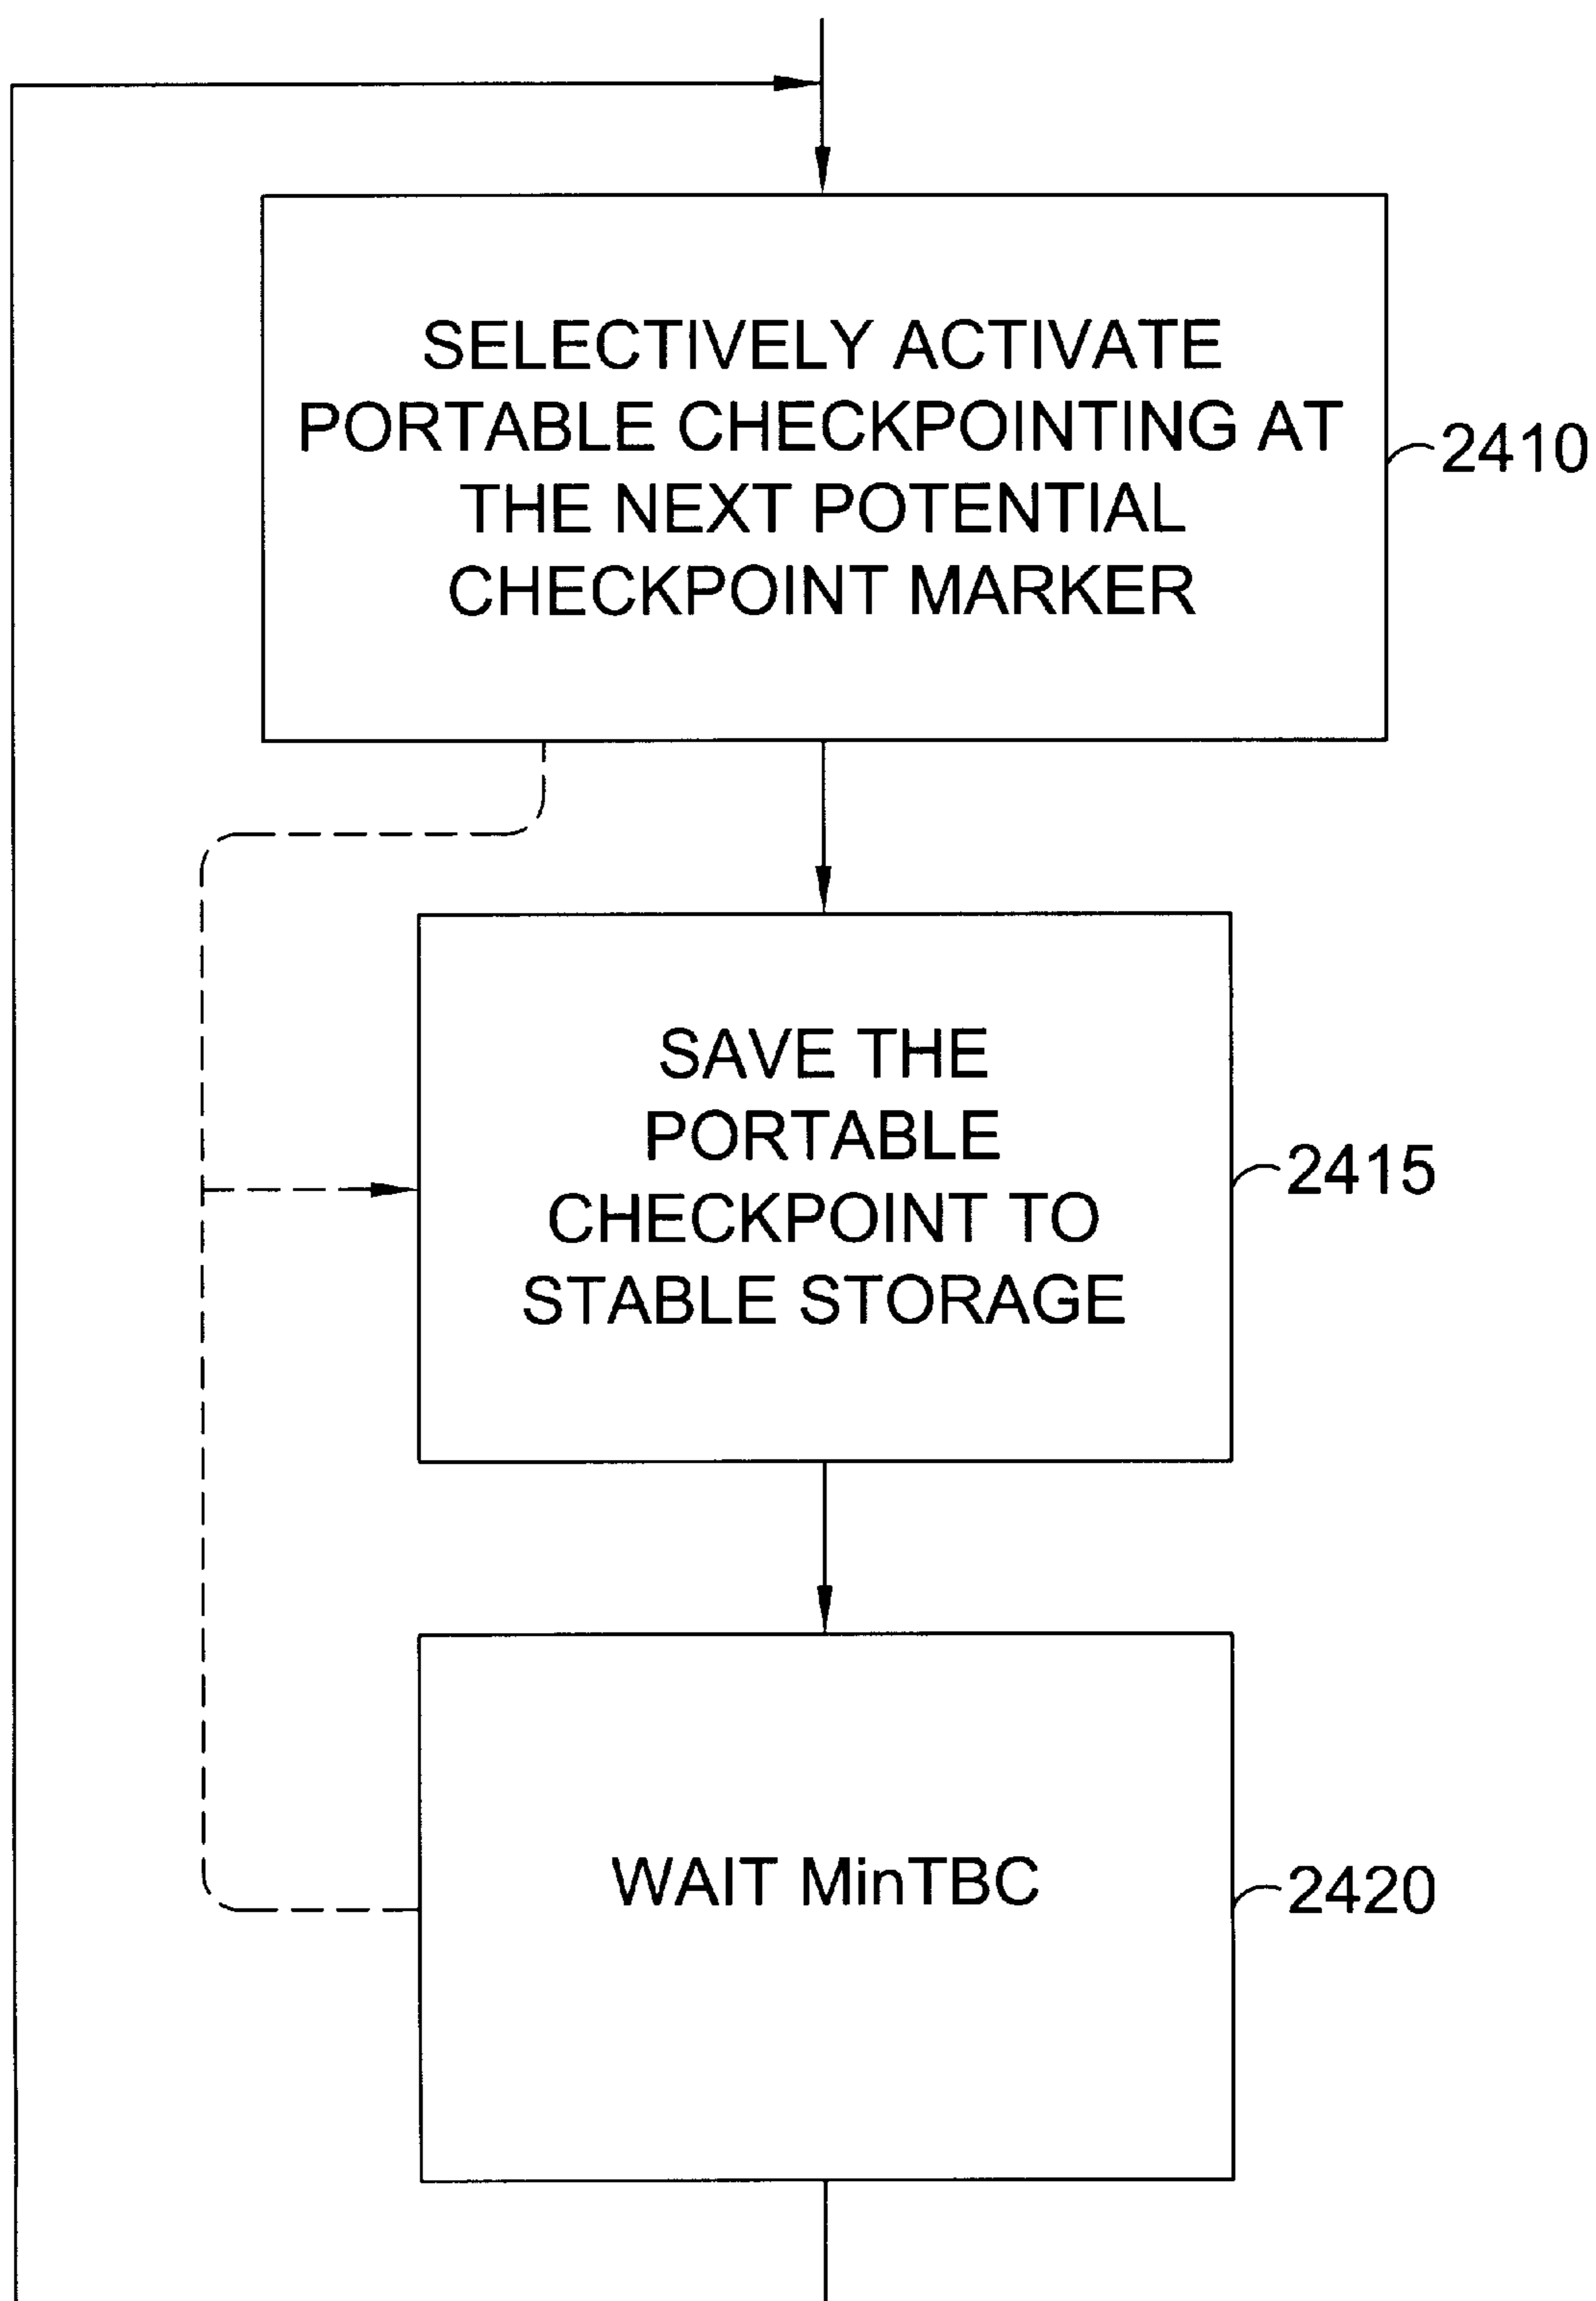 SELECTIVELY ACTIVATE
PORTABLE CHECKPOINTING AT
THE NEXT POTENTIAL
CHECKPOINT MARKER
2410
SAVE THE
PORTABLE
CHECKPOINT TO
STABLE STORAGE
2415
WAIT MinTBC
2420